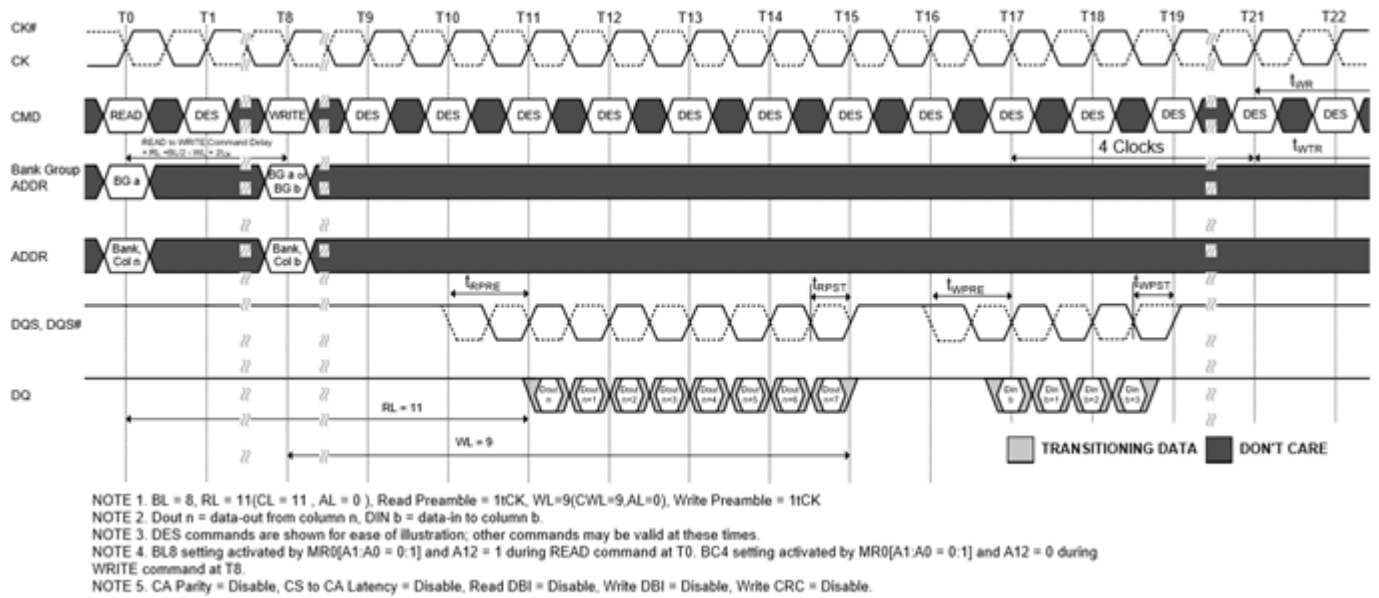 T0 T1 T8 T9 T10 T11 T12 T13 T14 T15 T16 T17 T18 T19 T21 T22
CK#
CK
tWR
CMD READ DES WRITE DES DES DES DES DES DES DES DES DES DES DES DES DES
READ to WRITE Command Delay
4 Clocks tWTR
Bank Group
ADDR
BG a
BG a or
BG b
ADDR
Bank,
Col n
Bank,
Col b
tRPRE tRPST tWPRE tWPST
DQS, DQS#
DQ
Dout n
Dout n+1
Dout n+2
Dout n+3
Dout n+4
Dout n+5
Dout n+6
Dout n+7
Din b
Din b+1
Din b+2
Din b+3
RL = 11
WL = 9
TRANSITIONING DATA DON'T CARE
NOTE 1. BL = 8, RL = 11(CL = 11 , AL = 0 ), Read Preamble = 1tCK, WL=9(CWL=9,AL=0), Write Preamble = 1tCK
NOTE 2. Dout n = data-out from column n, DIN b = data-in to column b.
NOTE 3. DES commands are shown for ease of illustration; other commands may be valid at these times.
NOTE 4. BL8 setting activated by MR0[A1:A0 = 0:1] and A12 = 1 during READ command at T0. BC4 setting activated by MR0[A1:A0 = 0:1] and A12 = 0 during
WRITE command at T8.
NOTE 5. CA Parity = Disable, CS to CA Latency = Disable, Read DBI = Disable, Write DBI = Disable, Write CRC = Disable.